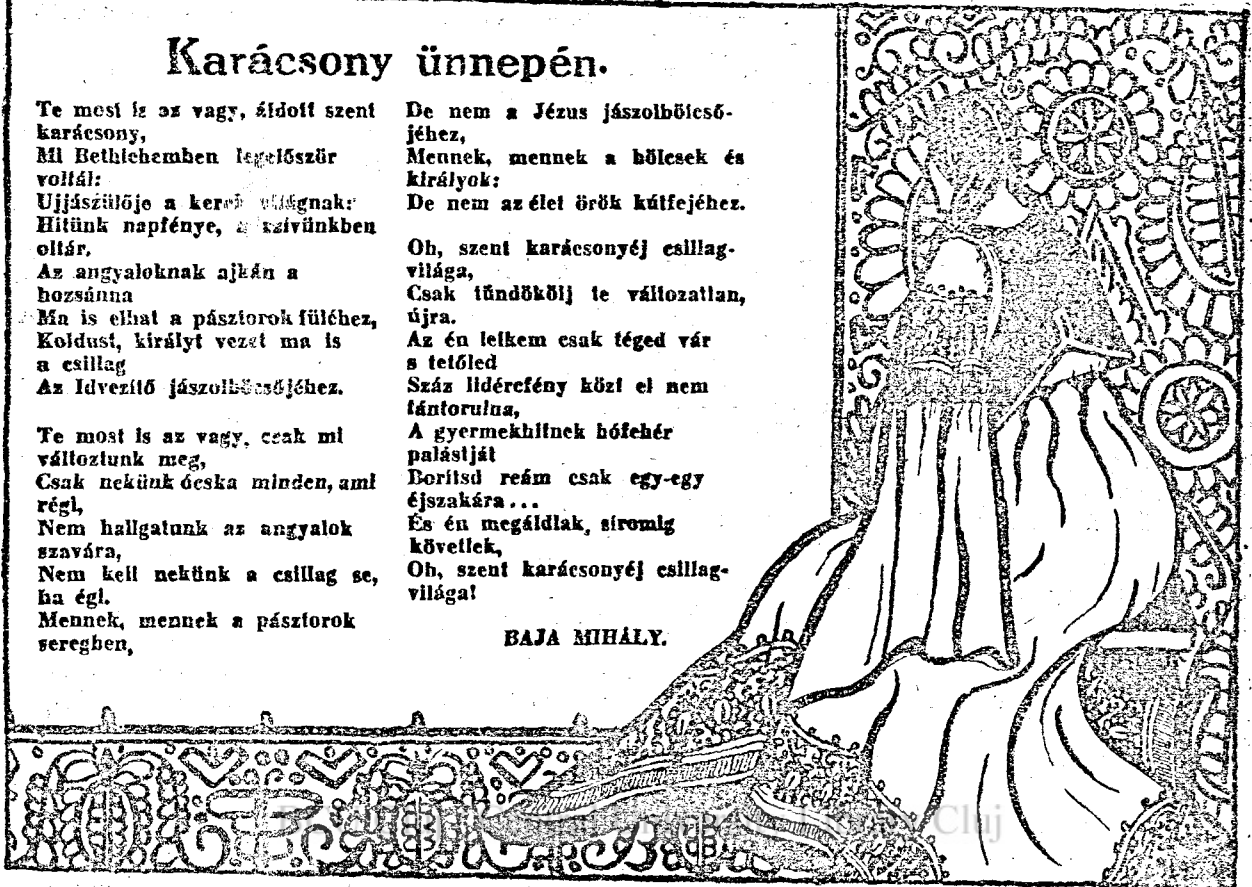 Karácsony ünnepén.
Te most is az vagy, áldott szent
karácsony,
Mi Bethlehemben legelőször
voltál:
Ujjászülője a kerek világnak:
Hitünk napfénye, a szivünkben
oltár.
Az angyaloknak ajkán a
hozsánna
Ma is elhat a pásztorok füléhez,
Koldust, királyt vezet ma is
a csillag
Az Idvezítő jászolbölcsőjéhez.
Te most is az vagy, csak mi
változtunk meg,
Csak nekünk ócska minden, ami
régi,
Nem hallgatunk az angyalok
szavára,
Nem kell nekünk a csillag se,
ha égi.
Mennek, mennek a pásztorok
seregben,
De nem a Jézus jászolbölcső-
jéhez,
Mennek, mennek a bölcsek és
királyok:
De nem az élet örök kútfejéhez.
Oh, szent karácsonyéj csillag-
világa,
Csak tündökölj te változatlan,
újra.
Az én lelkem csak téged vár
s tetőled
Száz lidércfény közt el nem
tántorulna,
A gyermekhitnek hófehér
palástját
Borítsd reám csak egy-egy
éjszakára...
És én megáldlak, síromig
követlek,
Oh, szent karácsonyéj csillag-
világa!
BAJA MIHÁLY.
Cluj